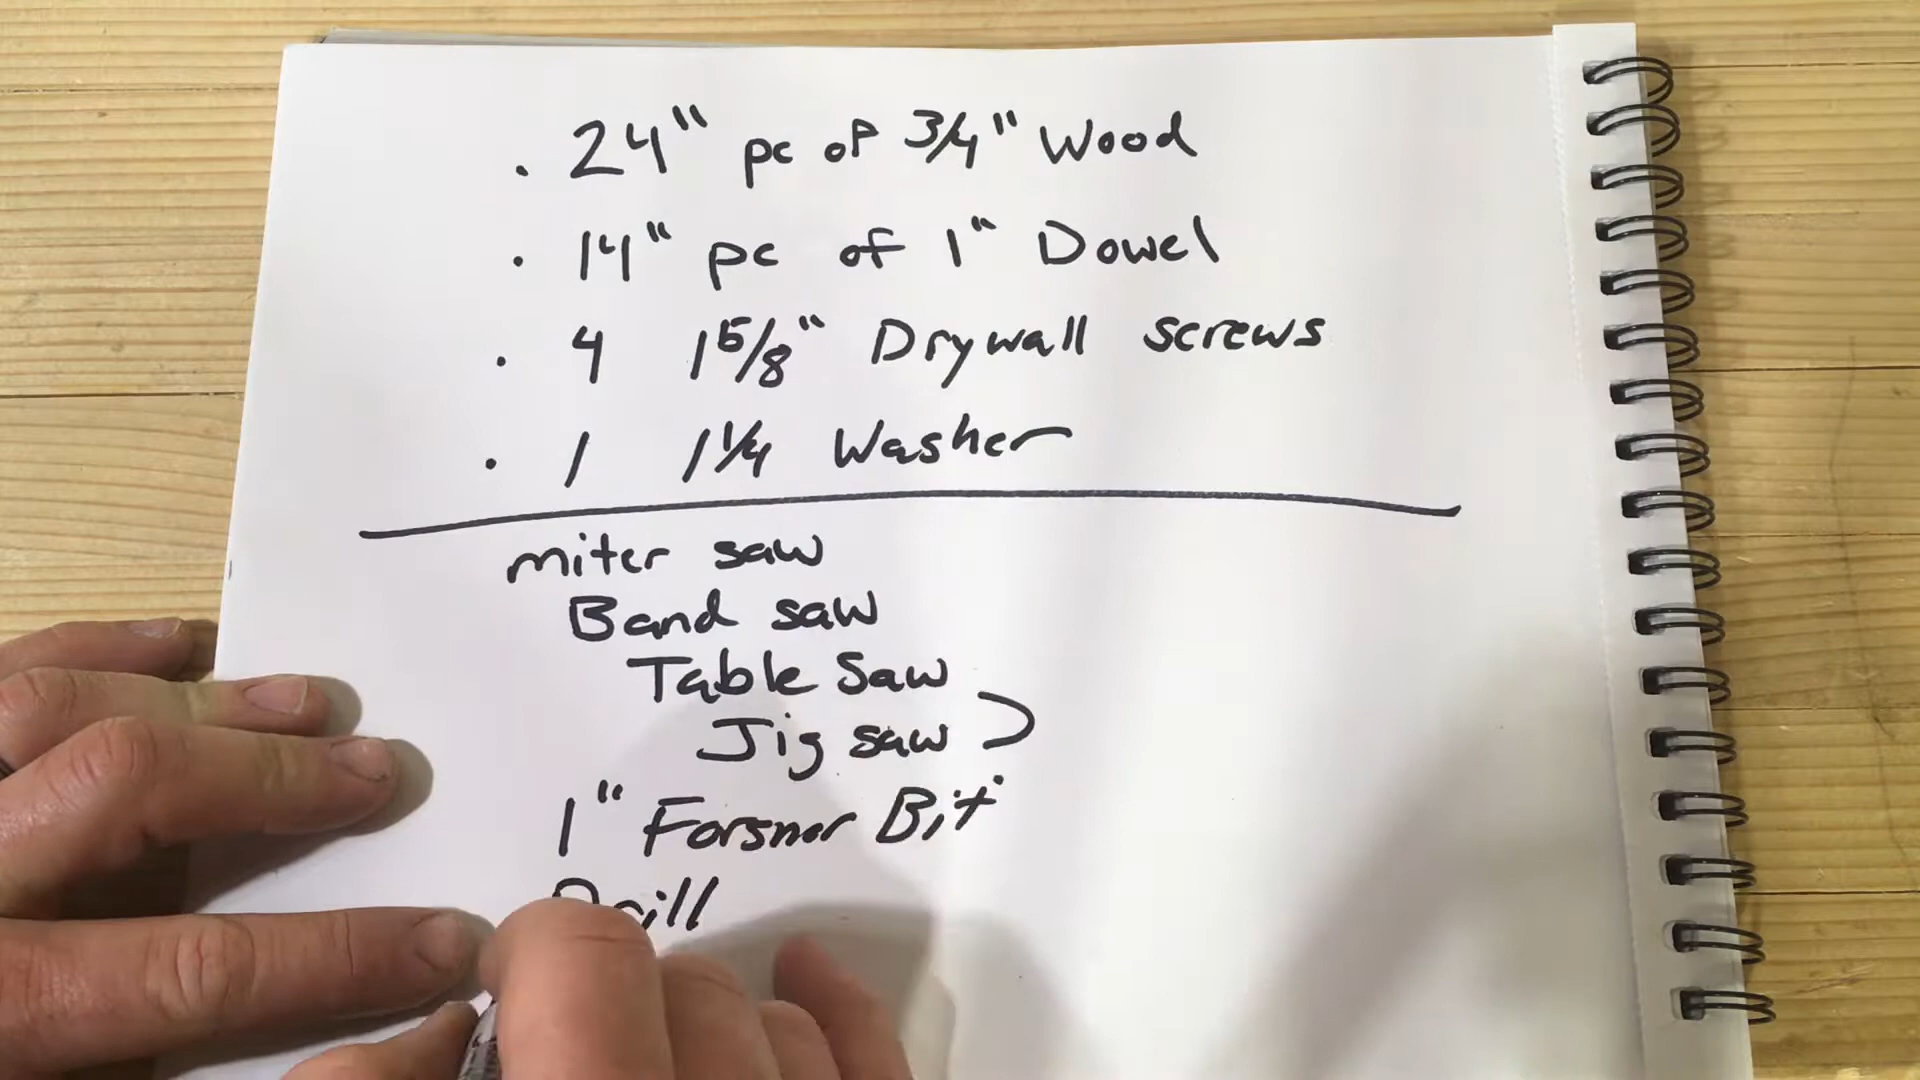 . 24" pc of 3/4" Wood
. 14" pc of 1" Dowel
. 4 1 5/8" Drywall screws
. 1 1 1/4 Washer
miter saw
Band saw
Table Saw
Jig saw
1" Forsner Bit
Drill